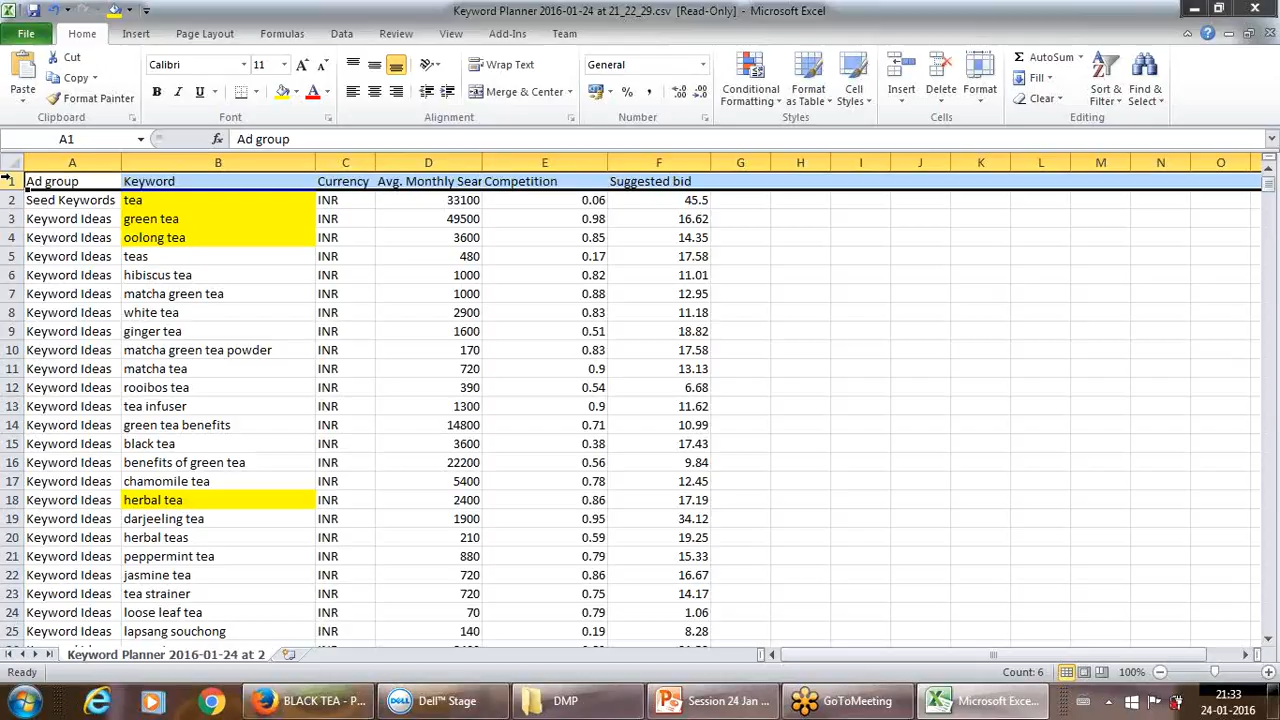 Keyword Planner 2016-01-24 at 21_22_29.csv [Read-Only] - Microsoft Excel
File Home Insert Page Layout Formulas Data Review View Add-Ins Team
Cut
Copy
Format Painter
Paste
Clipboard
Calibri 11
B I U
Font
Wrap Text
Merge & Center
Alignment
General
%
Number
Conditional Formatting
Format as Table
Cell Styles
Styles
Insert
Delete
Format
Cells
AutoSum
Fill
Clear
Sort & Filter
Find & Select
Editing
A1 fx Ad group
A B C D E F G H I J K L M N O
1 Ad group Keyword Currency Avg. Monthly Sear Competition Suggested bid
2 Seed Keywords tea INR 33100 0.06 45.5
3 Keyword Ideas green tea INR 49500 0.98 16.62
4 Keyword Ideas oolong tea INR 3600 0.85 14.35
5 Keyword Ideas teas INR 480 0.17 17.58
6 Keyword Ideas hibiscus tea INR 1000 0.82 11.01
7 Keyword Ideas matcha green tea INR 1000 0.88 12.95
8 Keyword Ideas white tea INR 2900 0.83 11.18
9 Keyword Ideas ginger tea INR 1600 0.51 18.82
10 Keyword Ideas matcha green tea powder INR 170 0.83 17.58
11 Keyword Ideas matcha tea INR 720 0.9 13.13
12 Keyword Ideas rooibos tea INR 390 0.54 6.68
13 Keyword Ideas tea infuser INR 1300 0.9 11.62
14 Keyword Ideas green tea benefits INR 14800 0.71 10.99
15 Keyword Ideas black tea INR 3600 0.38 17.43
16 Keyword Ideas benefits of green tea INR 22200 0.56 9.84
17 Keyword Ideas chamomile tea INR 5400 0.78 12.45
18 Keyword Ideas herbal tea INR 2400 0.86 17.19
19 Keyword Ideas darjeeling tea INR 1900 0.95 34.12
20 Keyword Ideas herbal teas INR 210 0.59 19.25
21 Keyword Ideas peppermint tea INR 880 0.79 15.33
22 Keyword Ideas jasmine tea INR 720 0.86 16.67
23 Keyword Ideas tea strainer INR 720 0.75 14.17
24 Keyword Ideas loose leaf tea INR 70 0.79 1.06
25 Keyword Ideas lapsang souchong INR 140 0.19 8.28
Keyword Planner 2016-01-24 at 2
Ready Count: 6 100%
BLACK TEA - P...
Dell™ Stage
DMP
Session 24 Jan ...
GoToMeeting
Microsoft Exce...
21:33
24-01-2016